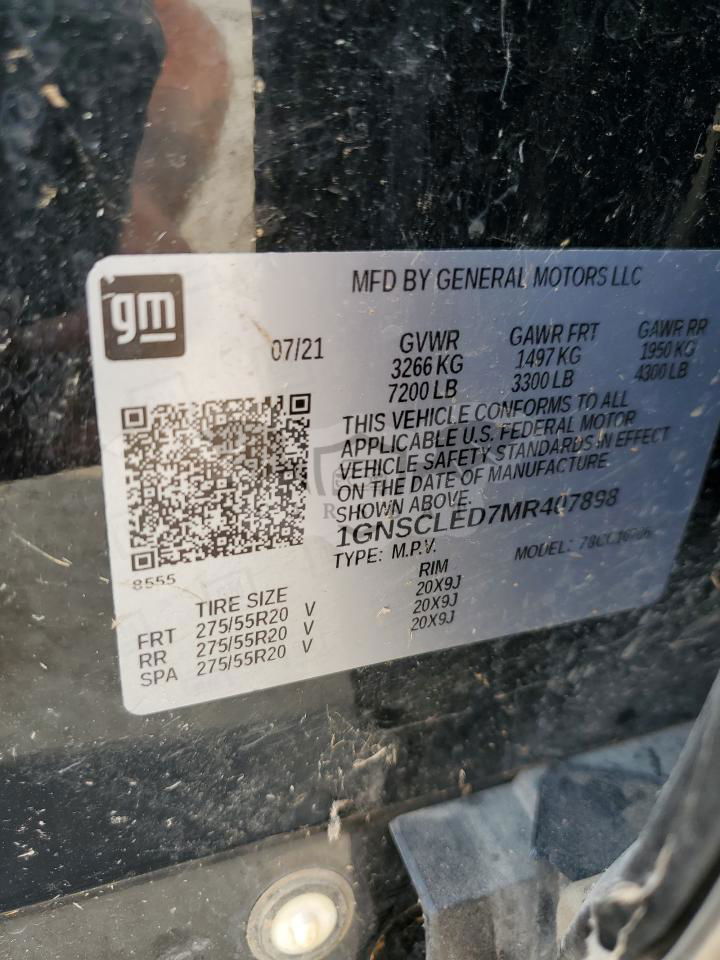 gm
MFD BY GENERAL MOTORS LLC
07/21
GVWR GAWR FRT GAWR RR
3266 KG 1497 KG 1950 KG
7200 LB 3300 LB 4300 LB
THIS VEHICLE CONFORMS TO ALL
APPLICABLE U.S. FEDERAL MOTOR
VEHICLE SAFETY STANDARDS IN EFFECT
ON THE DATE OF MANUFACTURE
SHOWN ABOVE.
1GNSCLED7MR407898
TYPE: M.P.V. MODEL:
8555
TIRE SIZE RIM
FRT 275/55R20 V 20X9J
RR 275/55R20 V 20X9J
SPA 275/55R20 V 20X9J